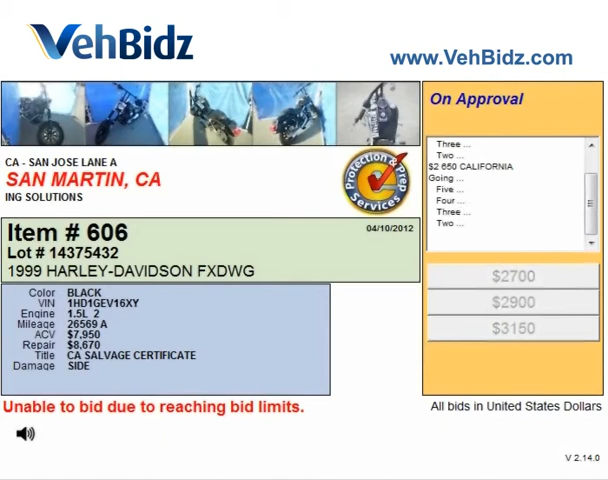 VehBidz
www.VehBidz.com
On Approval
Three ...
Two ...
$2 650 CALIFORNIA
Going ...
Five ...
Four ...
Three ...
Two ...
CA - SAN JOSE LANE A
SAN MARTIN, CA
ING SOLUTIONS
Protection & Prep
Services
Item # 606
04/10/2012
Lot # 14375432
1999 HARLEY-DAVIDSON FXDWG
$2700
$2900
$3150
Color BLACK
VIN 1HD1GEV16XY
Engine 1.5L 2
Mileage 26569 A
ACV $7,950
Repair $8,670
Title CA SALVAGE CERTIFICATE
Damage SIDE
Unable to bid due to reaching bid limits.
All bids in United States Dollars
V 2.14.0